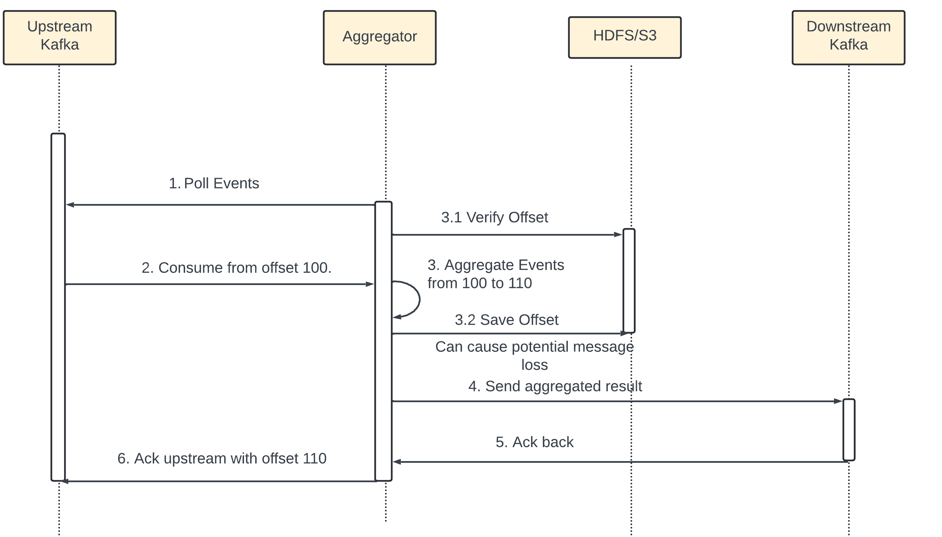 Upstream
Kafka
Aggregator
HDFS/S3
Downstream
Kafka
1. Poll Events
3.1 Verify Offset
2. Consume from offset 100.
3. Aggregate Events
from 100 to 110
3.2 Save Offset
Can cause potential message
loss
4. Send aggregated result
5. Ack back
6. Ack upstream with offset 110